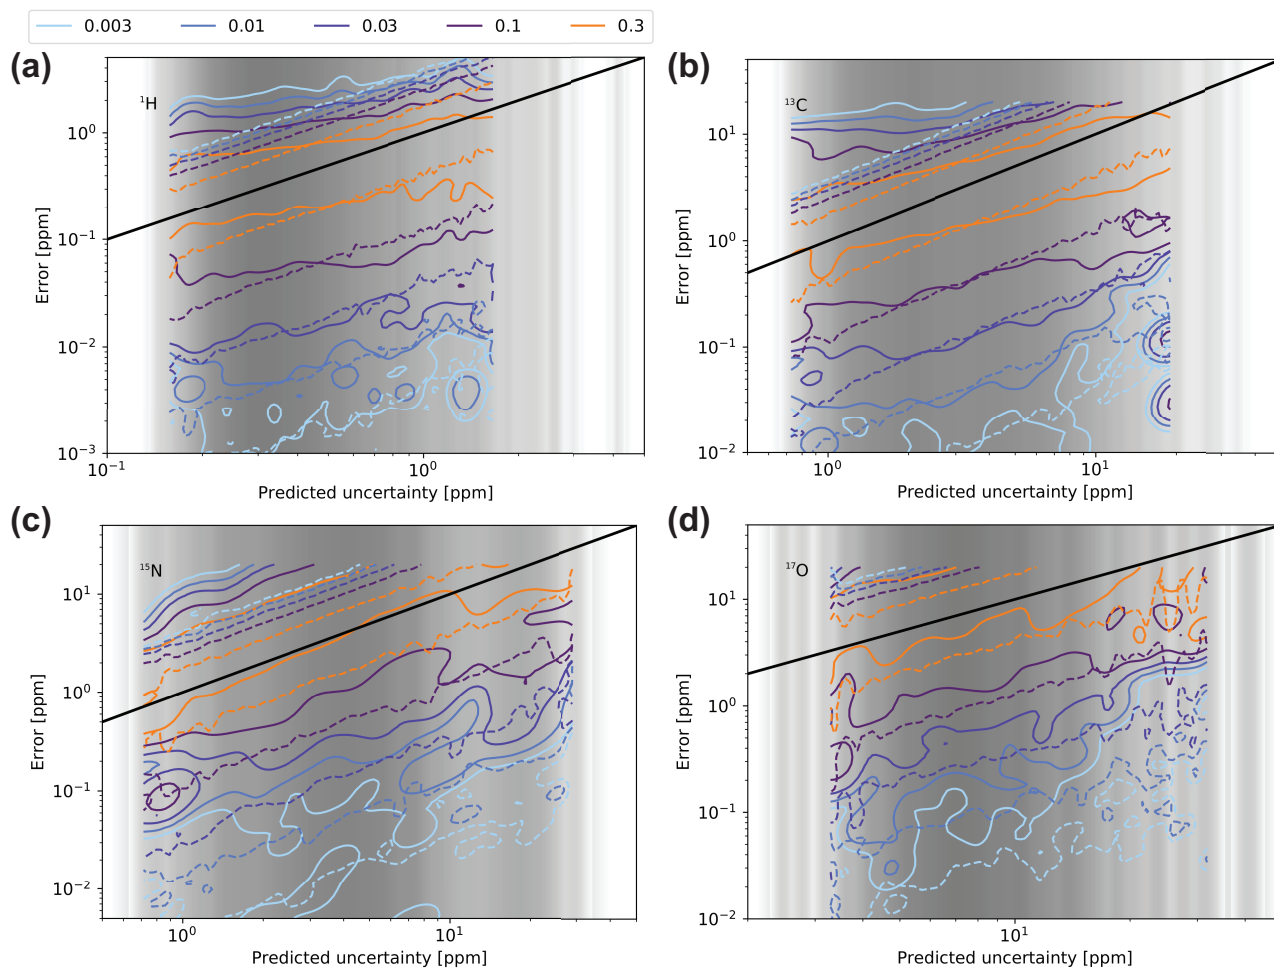 0.003 0.01 0.03 0.1 0.3
(a)
¹H
10⁰
10⁻¹
10⁻²
10⁻³
Error [ppm]
10⁻¹ 10⁰
Predicted uncertainty [ppm]
(b)
¹³C
10¹
10⁰
10⁻¹
10⁻²
Error [ppm]
10⁰ 10¹
Predicted uncertainty [ppm]
(c)
¹⁵N
10¹
10⁰
10⁻¹
10⁻²
Error [ppm]
10⁰ 10¹
Predicted uncertainty [ppm]
(d)
¹⁷O
10¹
10⁰
10⁻¹
10⁻²
Error [ppm]
10¹
Predicted uncertainty [ppm]